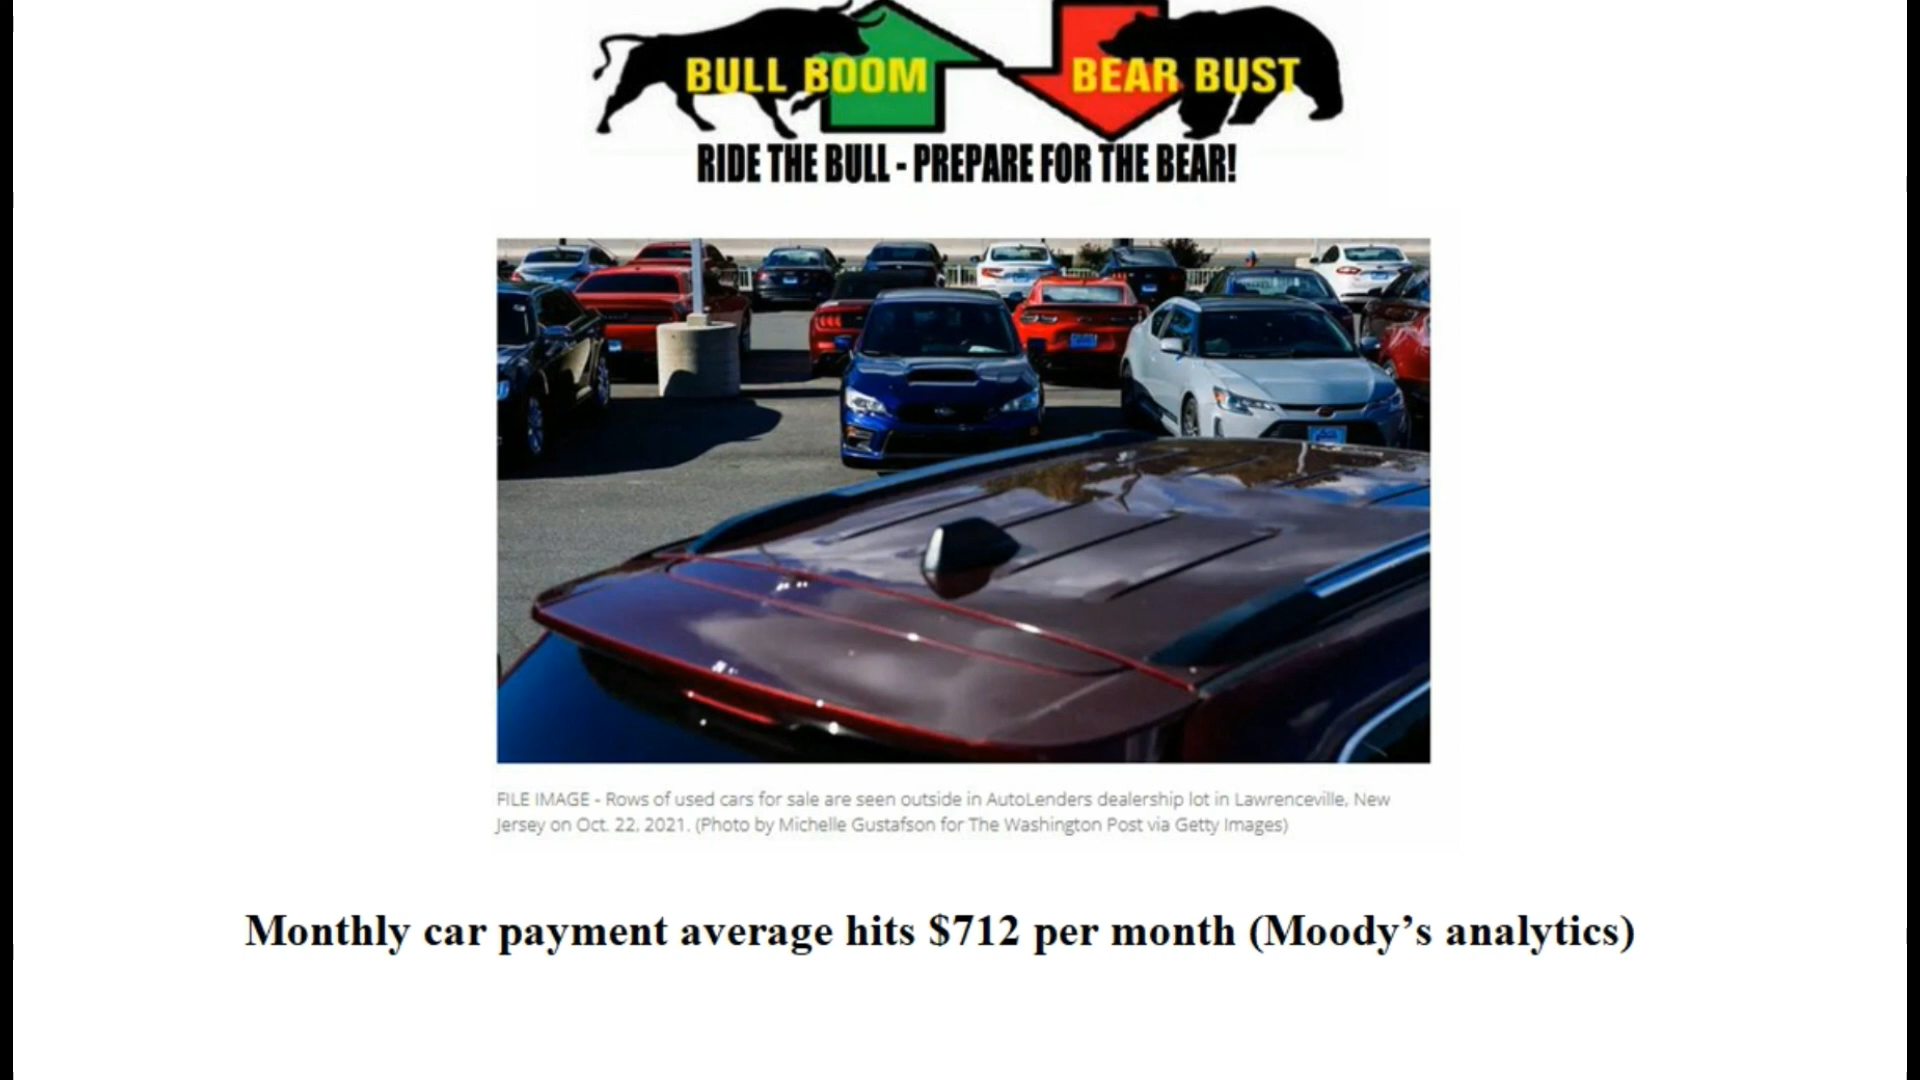 BULL BOOM BEAR BUST
RIDE THE BULL - PREPARE FOR THE BEAR!
FILE IMAGE - Rows of used cars for sale are seen outside in AutoLenders dealership lot in Lawrenceville, New
Jersey on Oct. 22, 2021. (Photo by Michelle Gustafson for The Washington Post via Getty Images)
Monthly car payment average hits $712 per month (Moody’s analytics)